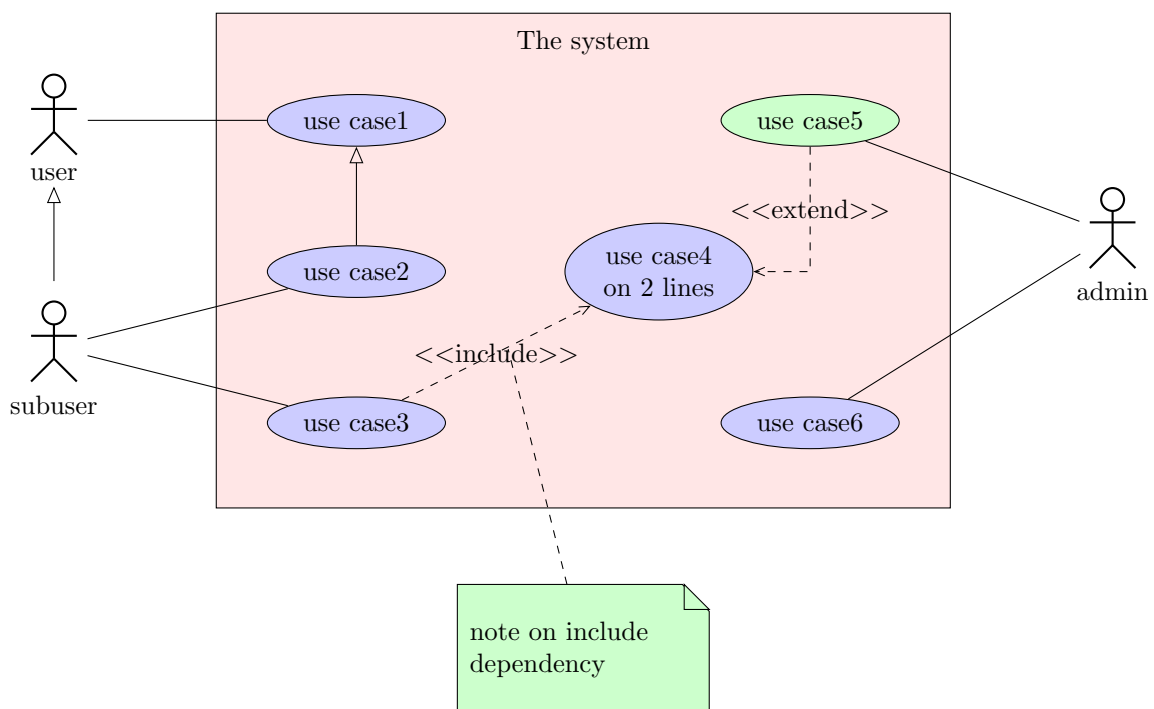 The system
user
use case1
use case5
<<extend>>
use case2
use case4
on 2 lines
admin
<<include>>
subuser
use case3
use case6
note on include
dependency